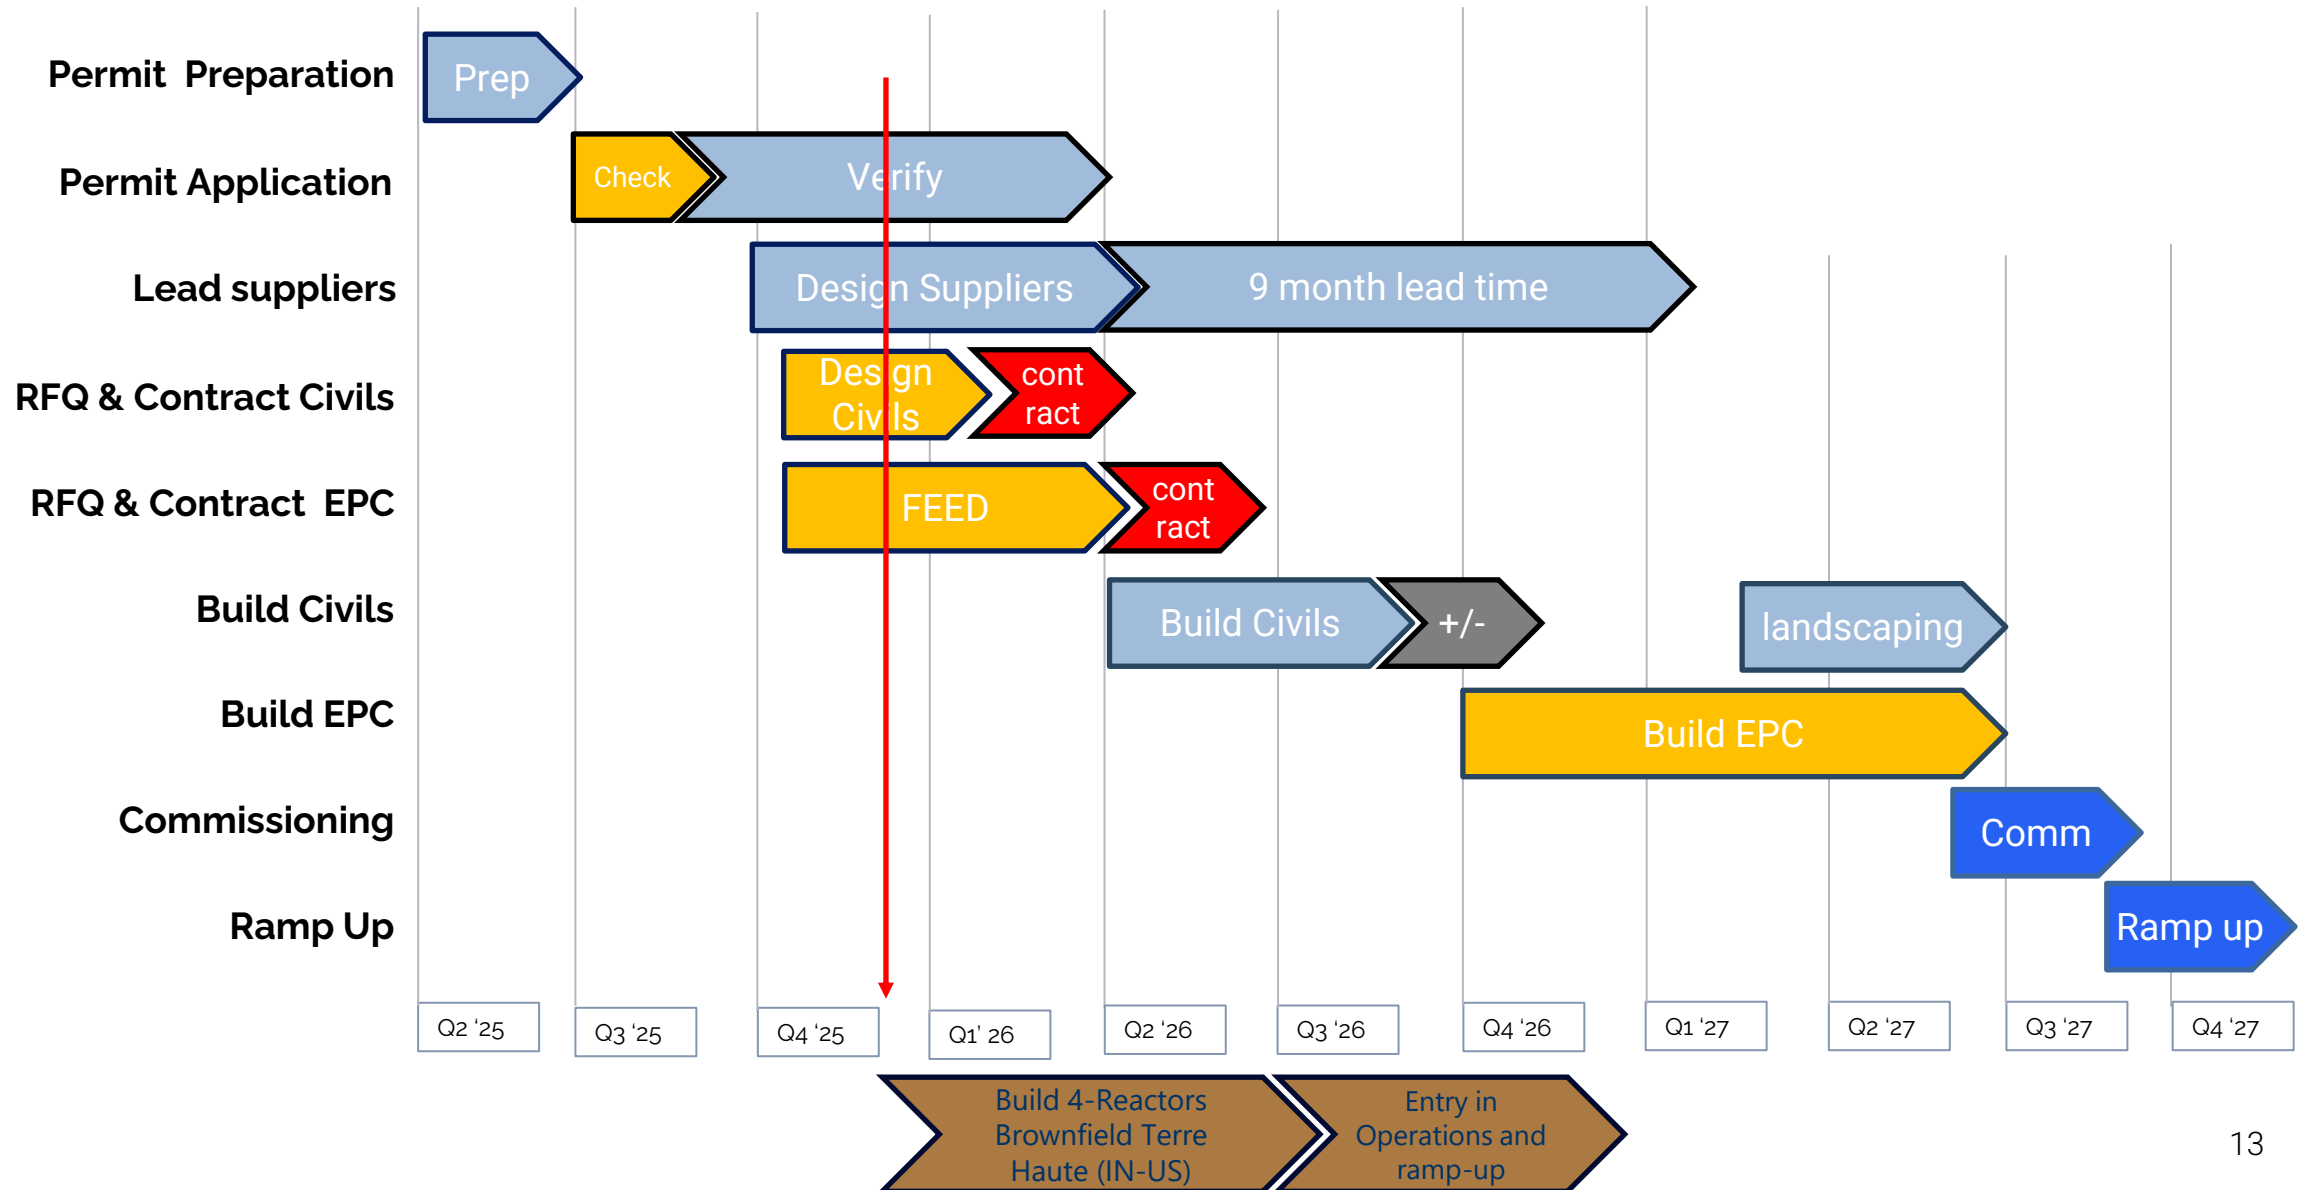 Permit  Preparation
Prep
Permit Application
Check
Verify
Lead suppliers
Design Suppliers
9 month lead time
RFQ & Contract Civils
Design
Civils
cont
ract
RFQ & Contract  EPC
FEED
cont
ract
Build Civils
Build Civils
+/-
landscaping
Build EPC
Build EPC
Commissioning
Comm
Ramp Up
Ramp up
Q2 ‘25
Q3 ‘25
Q4 ‘25
Q1’ 26
Q2 ‘26
Q3 ‘26
Q4 ‘26
Q1 ‘27
Q2 ‘27
Q3 ‘27
Q4 ‘27
Build 4-Reactors
Brownfield Terre
Haute (IN-US)
Entry in
Operations and
ramp-up
13